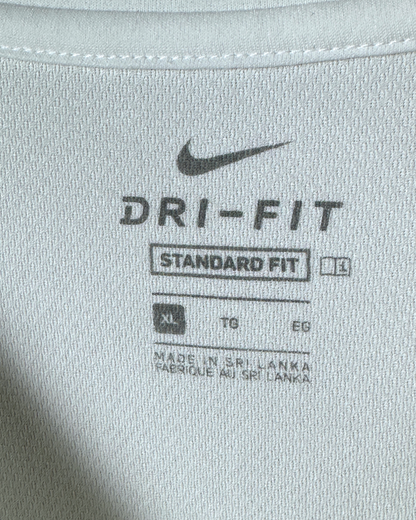 DRI-FIT
STANDARD FIT i
XL TG EG
MADE IN SRI LANKA
FABRIQUE AU SRI LANKA